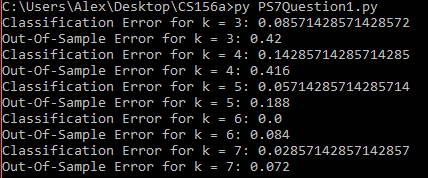 C:\Users\Alex\Desktop\CS156a>py PS7Question1.py
Classification Error for k = 3: 0.08571428571428572
Out-Of-Sample Error for k = 3: 0.42
Classification Error for k = 4: 0.14285714285714285
Out-Of-Sample Error for k = 4: 0.416
Classification Error for k = 5: 0.05714285714285714
Out-Of-Sample Error for k = 5: 0.188
Classification Error for k = 6: 0.0
Out-Of-Sample Error for k = 6: 0.084
Classification Error for k = 7: 0.02857142857142857
Out-Of-Sample Error for k = 7: 0.072